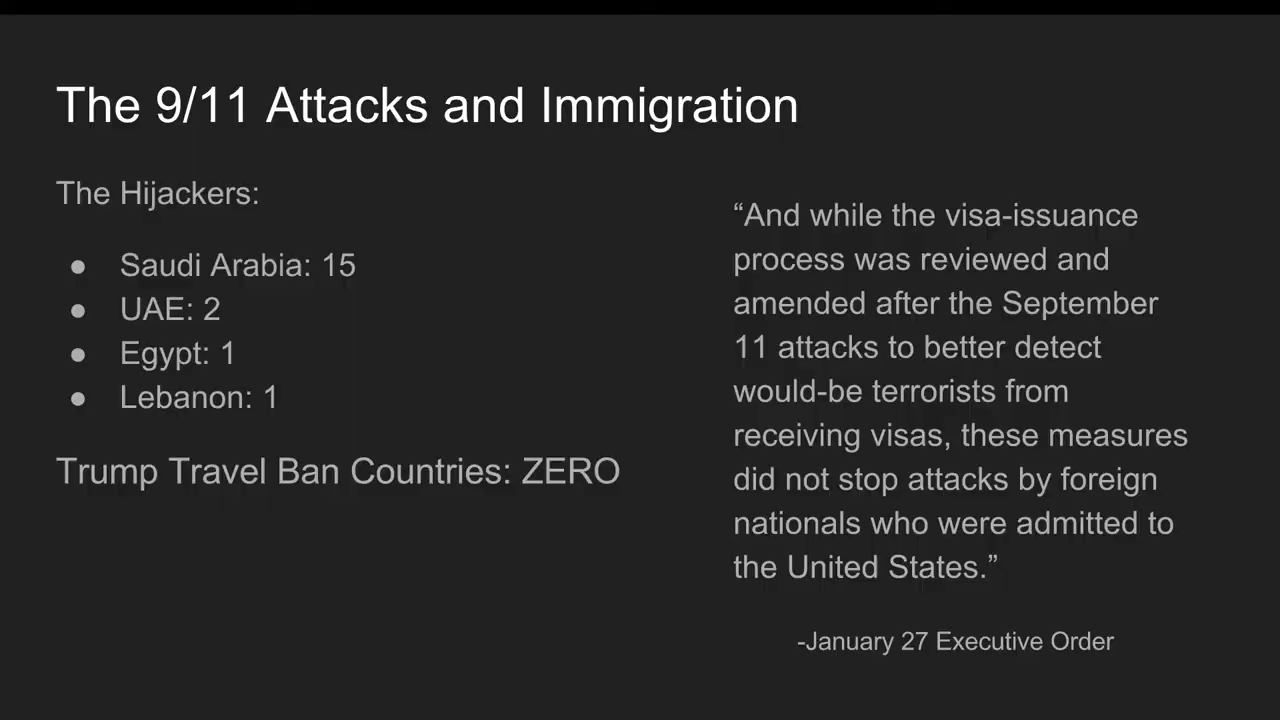 The 9/11 Attacks and Immigration
The Hijackers:
● Saudi Arabia: 15
● UAE: 2
● Egypt: 1
● Lebanon: 1
Trump Travel Ban Countries: ZERO
“And while the visa-issuance
process was reviewed and
amended after the September
11 attacks to better detect
would-be terrorists from
receiving visas, these measures
did not stop attacks by foreign
nationals who were admitted to
the United States.”
-January 27 Executive Order